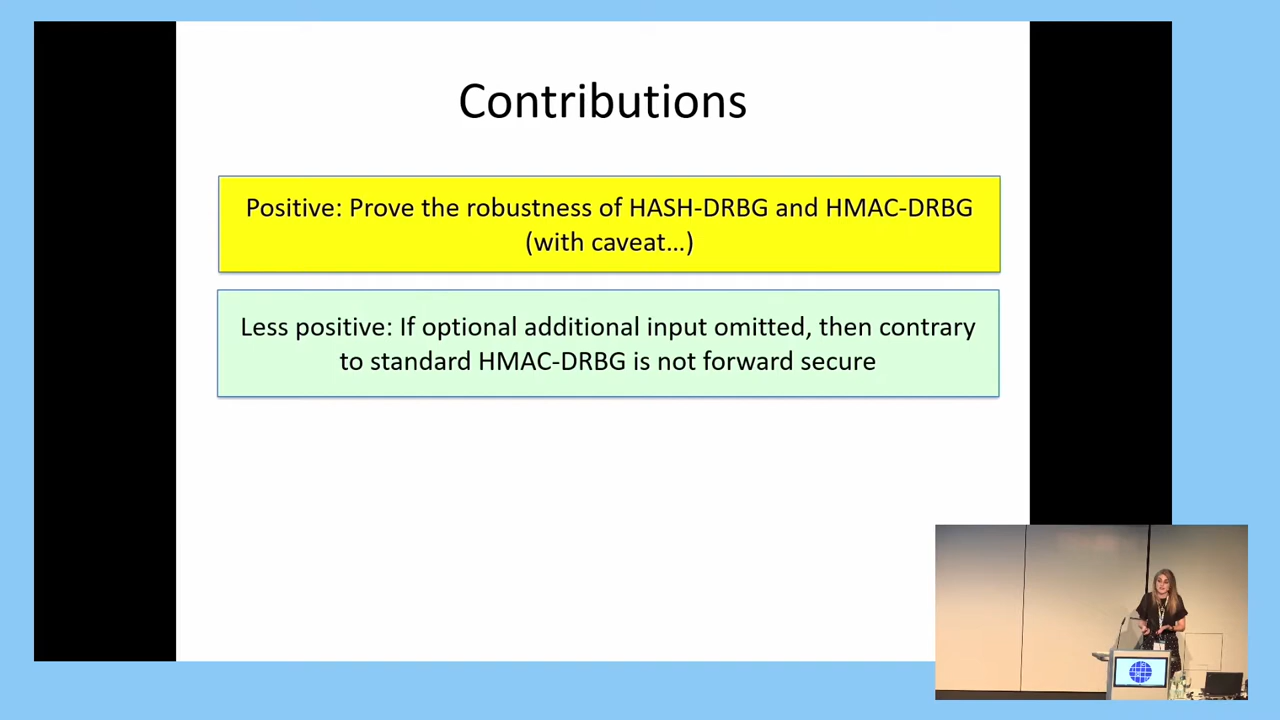 Contributions
Positive: Prove the robustness of HASH-DRBG and HMAC-DRBG
(with caveat...)
Less positive: If optional additional input omitted, then contrary
to standard HMAC-DRBG is not forward secure